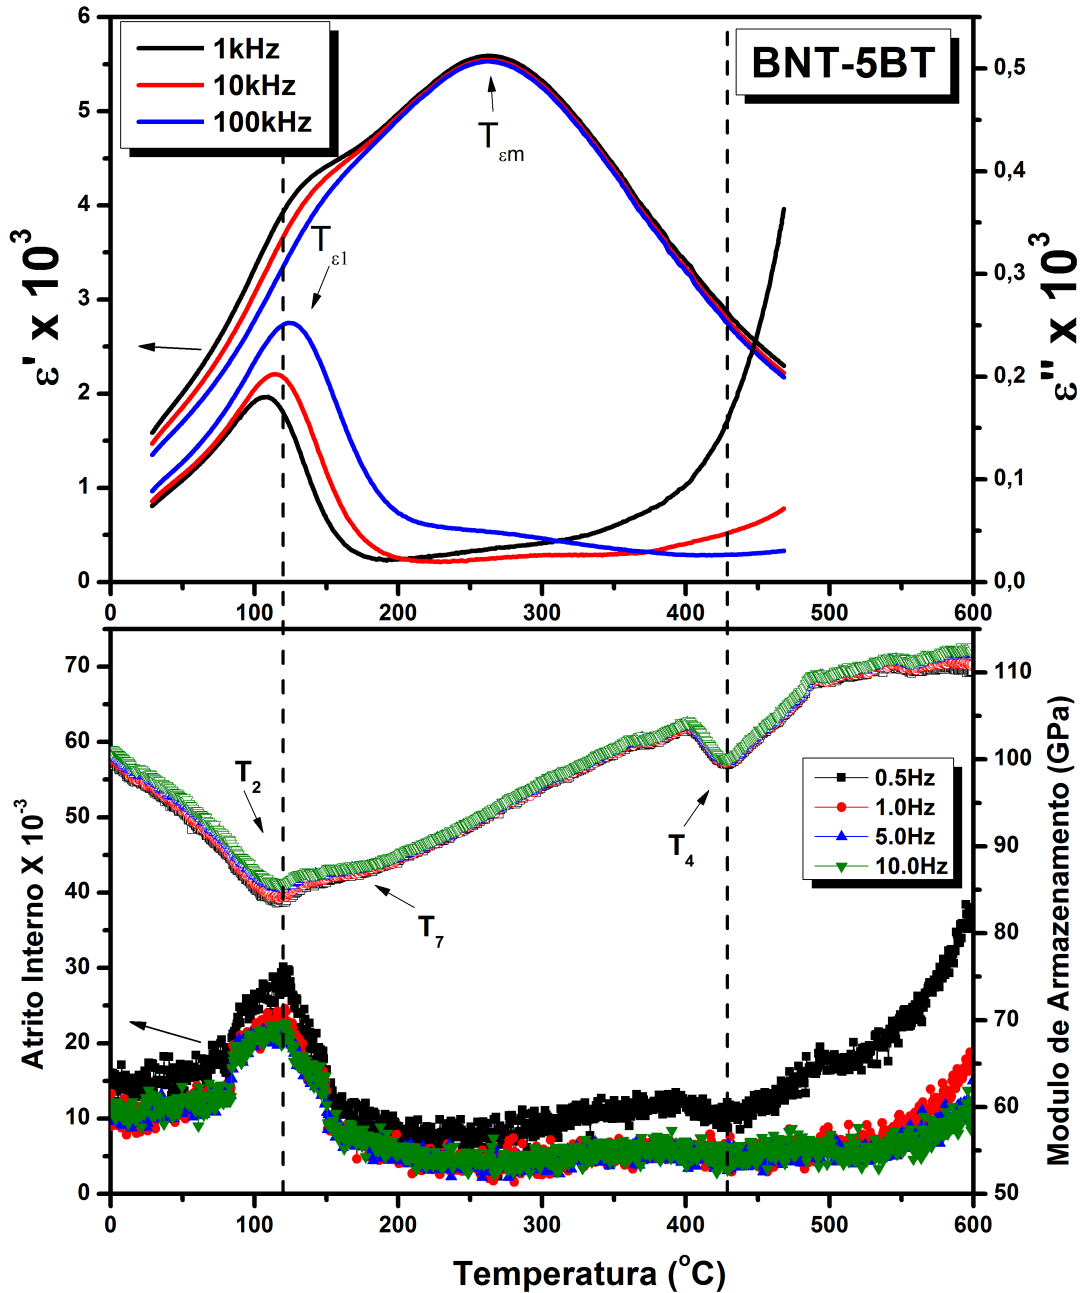 6
5
4
3
2
1
0
ε' x 10³
1kHz
10kHz
100kHz
BNT-5BT
Tεm
Tε1
0,5
0,4
0,3
0,2
0,1
0,0
ε" x 10³
0 100 200 300 400 500 600
70
60
50
40
30
20
10
0
Atrito Interno X 10⁻³
T2
T7
T4
0.5Hz
1.0Hz
5.0Hz
10.0Hz
110
100
90
80
70
60
50
Modulo de Armazenamento (GPa)
0 100 200 300 400 500 600
Temperatura (°C)